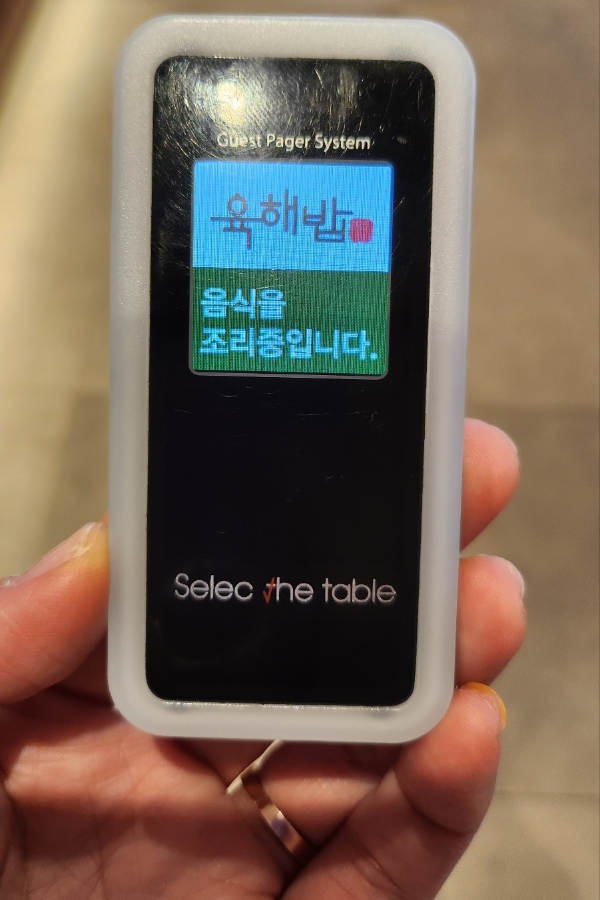 Guest Pager System
육해밥
음식을
조리중입니다.
Selec the table